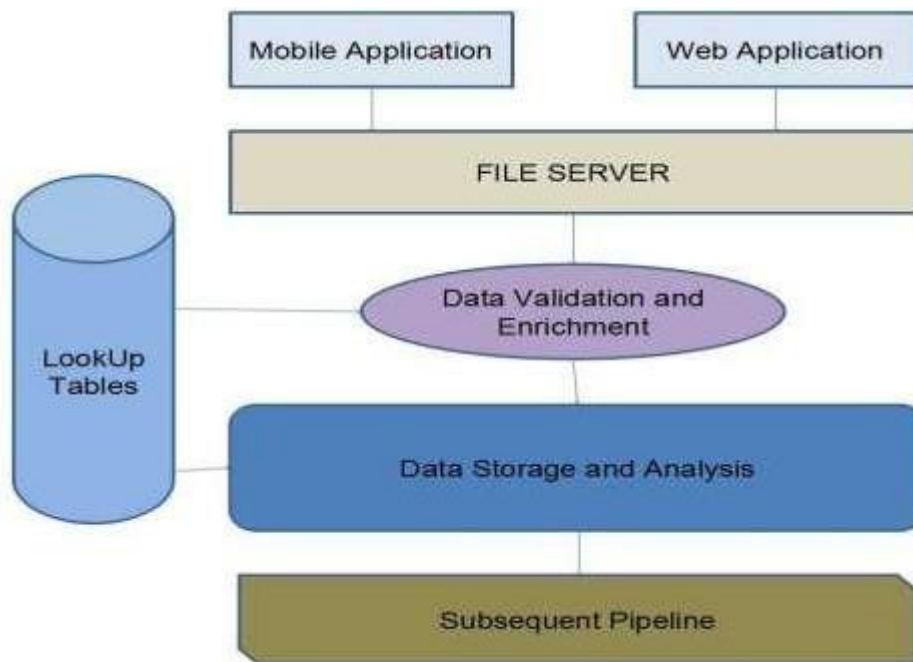 Mobile Application
Web Application
FILE SERVER
Data Validation and
Enrichment
LookUp
Tables
Data Storage and Analysis
Subsequent Pipeline